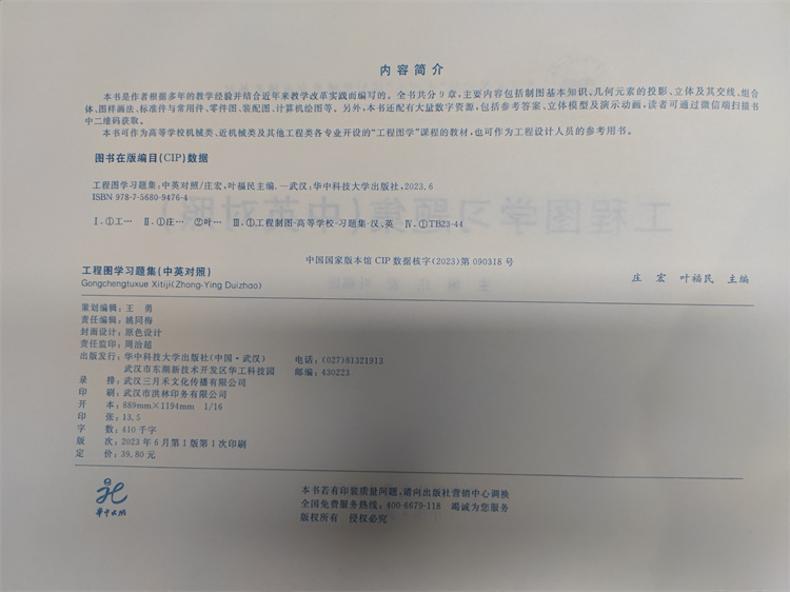 内容简介
本书是作者根据多年的教学经验并结合近年来教学改革实践而编写的。全书共分9章,主要内容包括制图基本知识、几何元素的投影、立体及其交线、组合
体、图样画法、标准件与常用件、零件图、装配图、计算机绘图等。另外,本书还配有大量数字资源,包括参考答案、立体模型及演示动画,读者可通过微信端扫描书
中二维码获取。
本书可作为高等学校机械类、近机械类及其他工程类各专业开设的“工程图学”课程的教材,也可作为工程设计人员的参考用书。
图书在版编目(CIP)数据
工程图学习题集:中英对照/庄宏,叶福民主编.—武汉:华中科技大学出版社,2023.6
ISBN 978-7-5680-9476-4
Ⅰ.①工… Ⅱ.①庄… ②叶… Ⅲ.①工程制图-高等学校-习题集-汉、英 Ⅳ.①TB23-44
中国国家版本馆CIP数据核字(2023)第090318号
工程图学习题集(中英对照)
庄 宏 叶福民 主编
Gongchengtuxue Xitiji(Zhong-Ying Duizhao)
策划编辑:王 勇
责任编辑:姚同梅
封面设计:原色设计
责任监印:周治超
出版发行:华中科技大学出版社(中国·武汉) 电话:(027)81321913
武汉市东湖新技术开发区华工科技园 邮编:430223
录 排:武汉三月禾文化传播有限公司
印 刷:武汉市洪林印务有限公司
开 本:889mm×1194mm 1/16
印 张:13.5
字 数:410千字
版 次:2023年6月第1版第1次印刷
定 价:39.80元
华中出版
本书若有印装质量问题,请向出版社营销中心调换
全国免费服务热线:400-6679-118 竭诚为您服务
版权所有 侵权必究